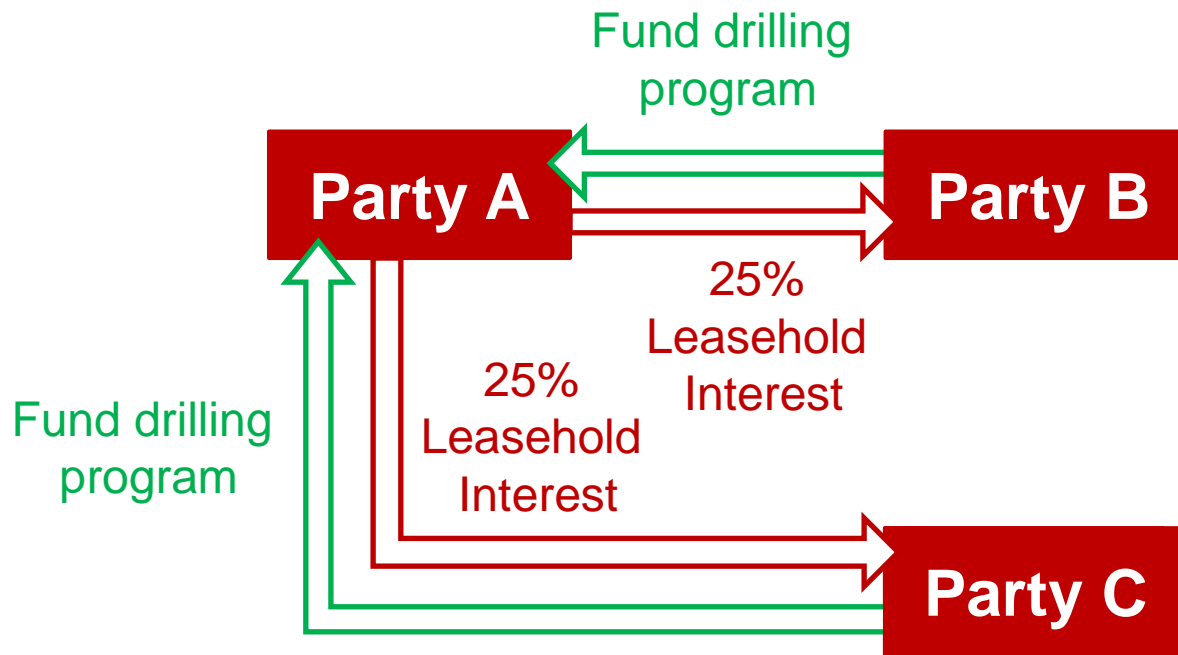 Fund drilling
program
Party A
Party B
25%
Leasehold
Interest
25%
Leasehold
Interest
Fund drilling
program
Party C